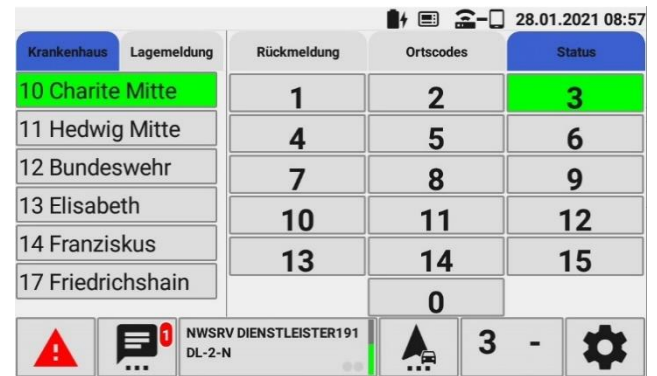 28.01.2021 08:57
Krankenhaus Lagemeldung Rückmeldung Ortscodes Status
10 Charite Mitte
11 Hedwig Mitte
12 Bundeswehr
13 Elisabeth
14 Franziskus
17 Friedrichshain
1 2 3
4 5 6
7 8 9
10 11 12
13 14 15
0
1
NWSRV DIENSTLEISTER191
DL-2-N
3 -